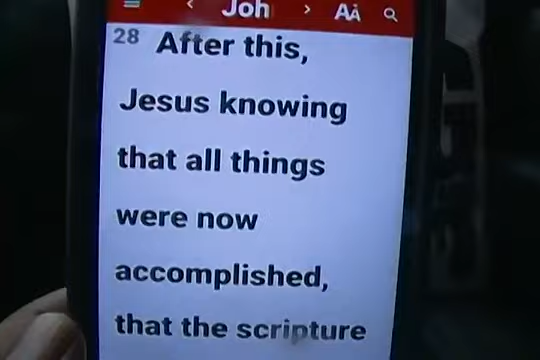 ‹ Joh › AA
28 After this,
Jesus knowing
that all things
were now
accomplished,
that the scripture